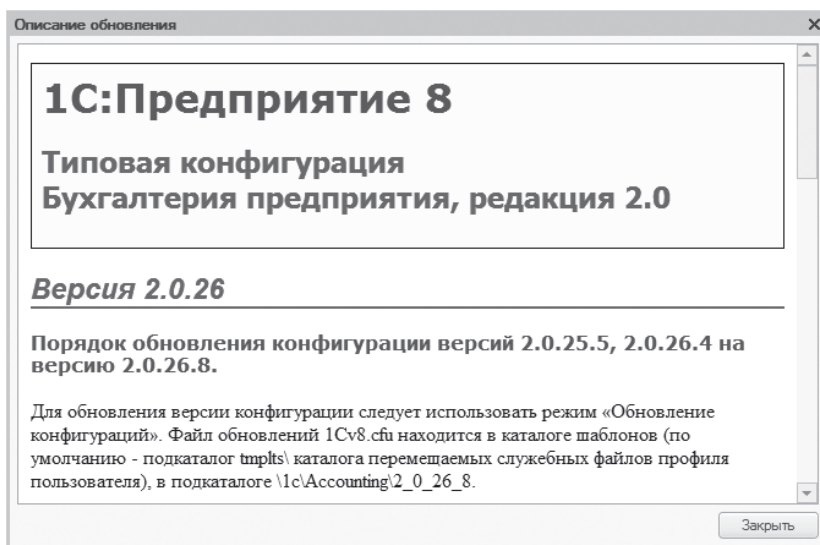 Описание обновления
1С:Предприятие 8
Типовая конфигурация
Бухгалтерия предприятия, редакция 2.0
Версия 2.0.26
Порядок обновления конфигурации версий 2.0.25.5, 2.0.26.4 на
версию 2.0.26.8.
Для обновления версии конфигурации следует использовать режим «Обновление
конфигураций». Файл обновлений 1Cv8.cfu находится в каталоге шаблонов (по
умолчанию - подкаталог tmplts\ каталога перемещаемых служебных файлов профиля
пользователя), в подкаталоге \1c\Accounting\2_0_26_8.
Закрыть